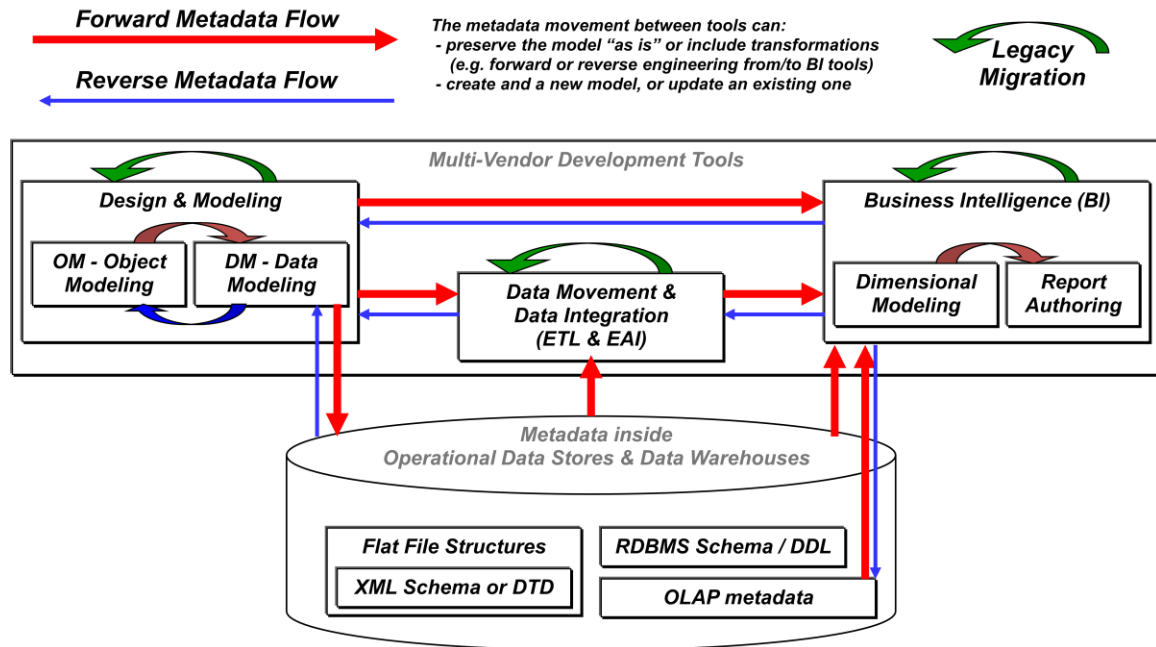 Forward Metadata Flow
Reverse Metadata Flow
The metadata movement between tools can:
- preserve the model “as is” or include transformations
(e.g. forward or reverse engineering from/to BI tools)
- create and a new model, or update an existing one
Legacy
Migration
Multi-Vendor Development Tools
Design & Modeling
OM - Object
Modeling
DM - Data
Modeling
Data Movement &
Data Integration
(ETL & EAI)
Business Intelligence (BI)
Dimensional
Modeling
Report
Authoring
Metadata inside
Operational Data Stores & Data Warehouses
Flat File Structures
XML Schema or DTD
RDBMS Schema / DDL
OLAP metadata